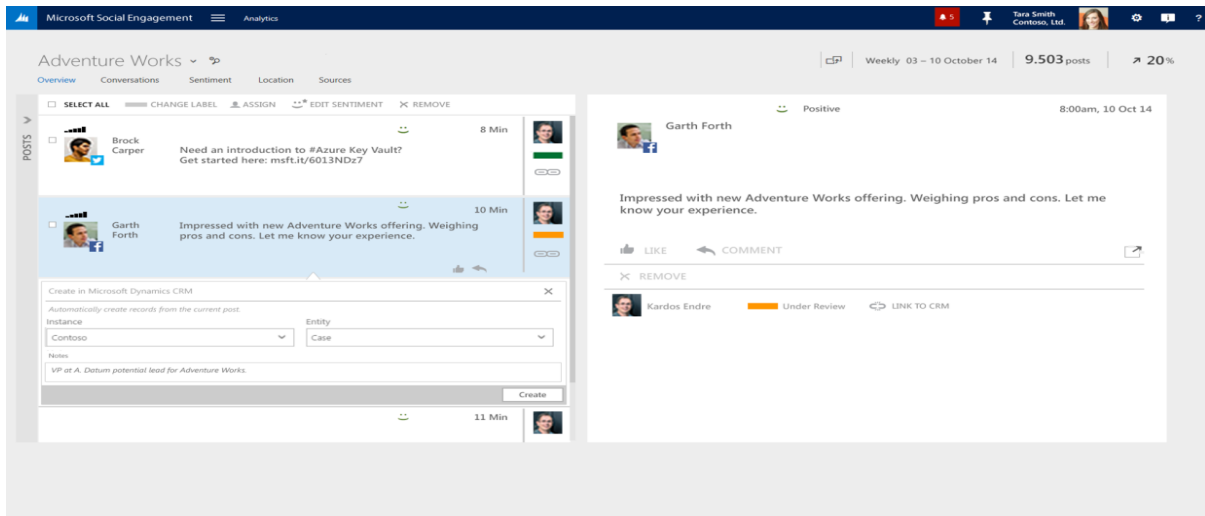 Microsoft Social Engagement
Analytics
5
Tara Smith
Contoso, Ltd.
?
Adventure Works
Weekly 03 – 10 October 14
9.503 posts
20%
Overview
Conversations
Sentiment
Location
Sources
POSTS
SELECT ALL
CHANGE LABEL
ASSIGN
EDIT SENTIMENT
REMOVE
Brock
Carper
8 Min
Need an introduction to #Azure Key Vault?
Get started here: msft.it/6013NDz7
Garth
Forth
10 Min
Impressed with new Adventure Works offering. Weighing
pros and cons. Let me know your experience.
Create in Microsoft Dynamics CRM
Automatically create records from the current post.
Instance
Entity
Contoso
Case
Notes
VP at A. Datum potential lead for Adventure Works.
Create
11 Min
Positive
8:00am, 10 Oct 14
Garth Forth
Impressed with new Adventure Works offering. Weighing pros and cons. Let me
know your experience.
LIKE
COMMENT
REMOVE
Kardos Endre
Under Review
LINK TO CRM